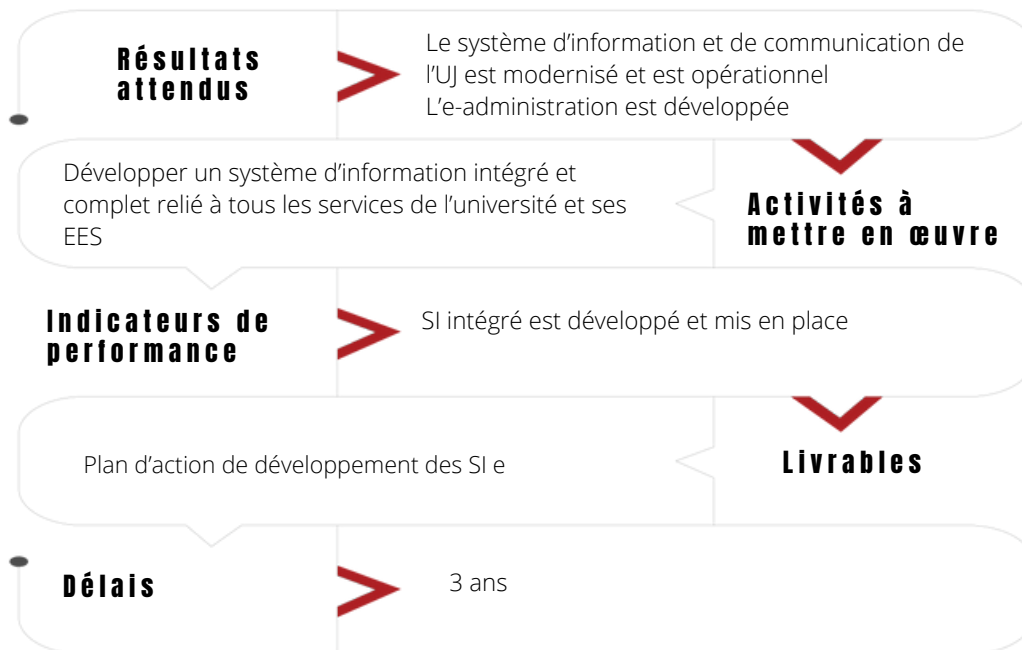 Résultats
attendus
Le système d’information et de communication de
l’UJ est modernisé et est opérationnel
L’e-administration est développée
Activités à
mettre en œuvre
Développer un système d’information intégré et
complet relié à tous les services de l’université et ses
EES
Indicateurs de
performance
SI intégré est développé et mis en place
Livrables
Plan d’action de développement des SI e
Délais
3 ans